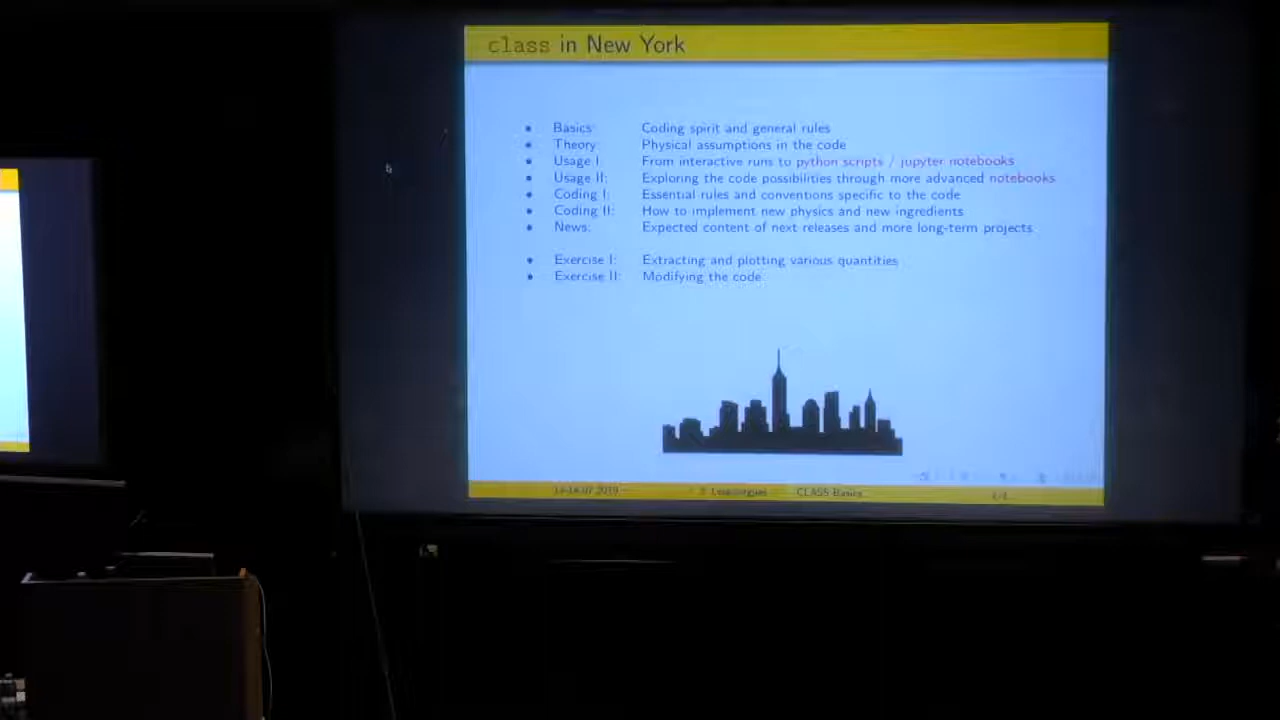 class in New York
• Basics: Coding spirit and general rules
• Theory: Physical assumptions in the code
• Usage I: From interactive runs to python scripts / jupyter notebooks
• Usage II: Exploring the code possibilities through more advanced notebooks
• Coding I: Essential rules and conventions specific to the code
• Coding II: How to implement new physics and new ingredients
• News: Expected content of next releases and more long-term projects
• Exercise I: Extracting and plotting various quantities
• Exercise II: Modifying the code
CLASS Basics